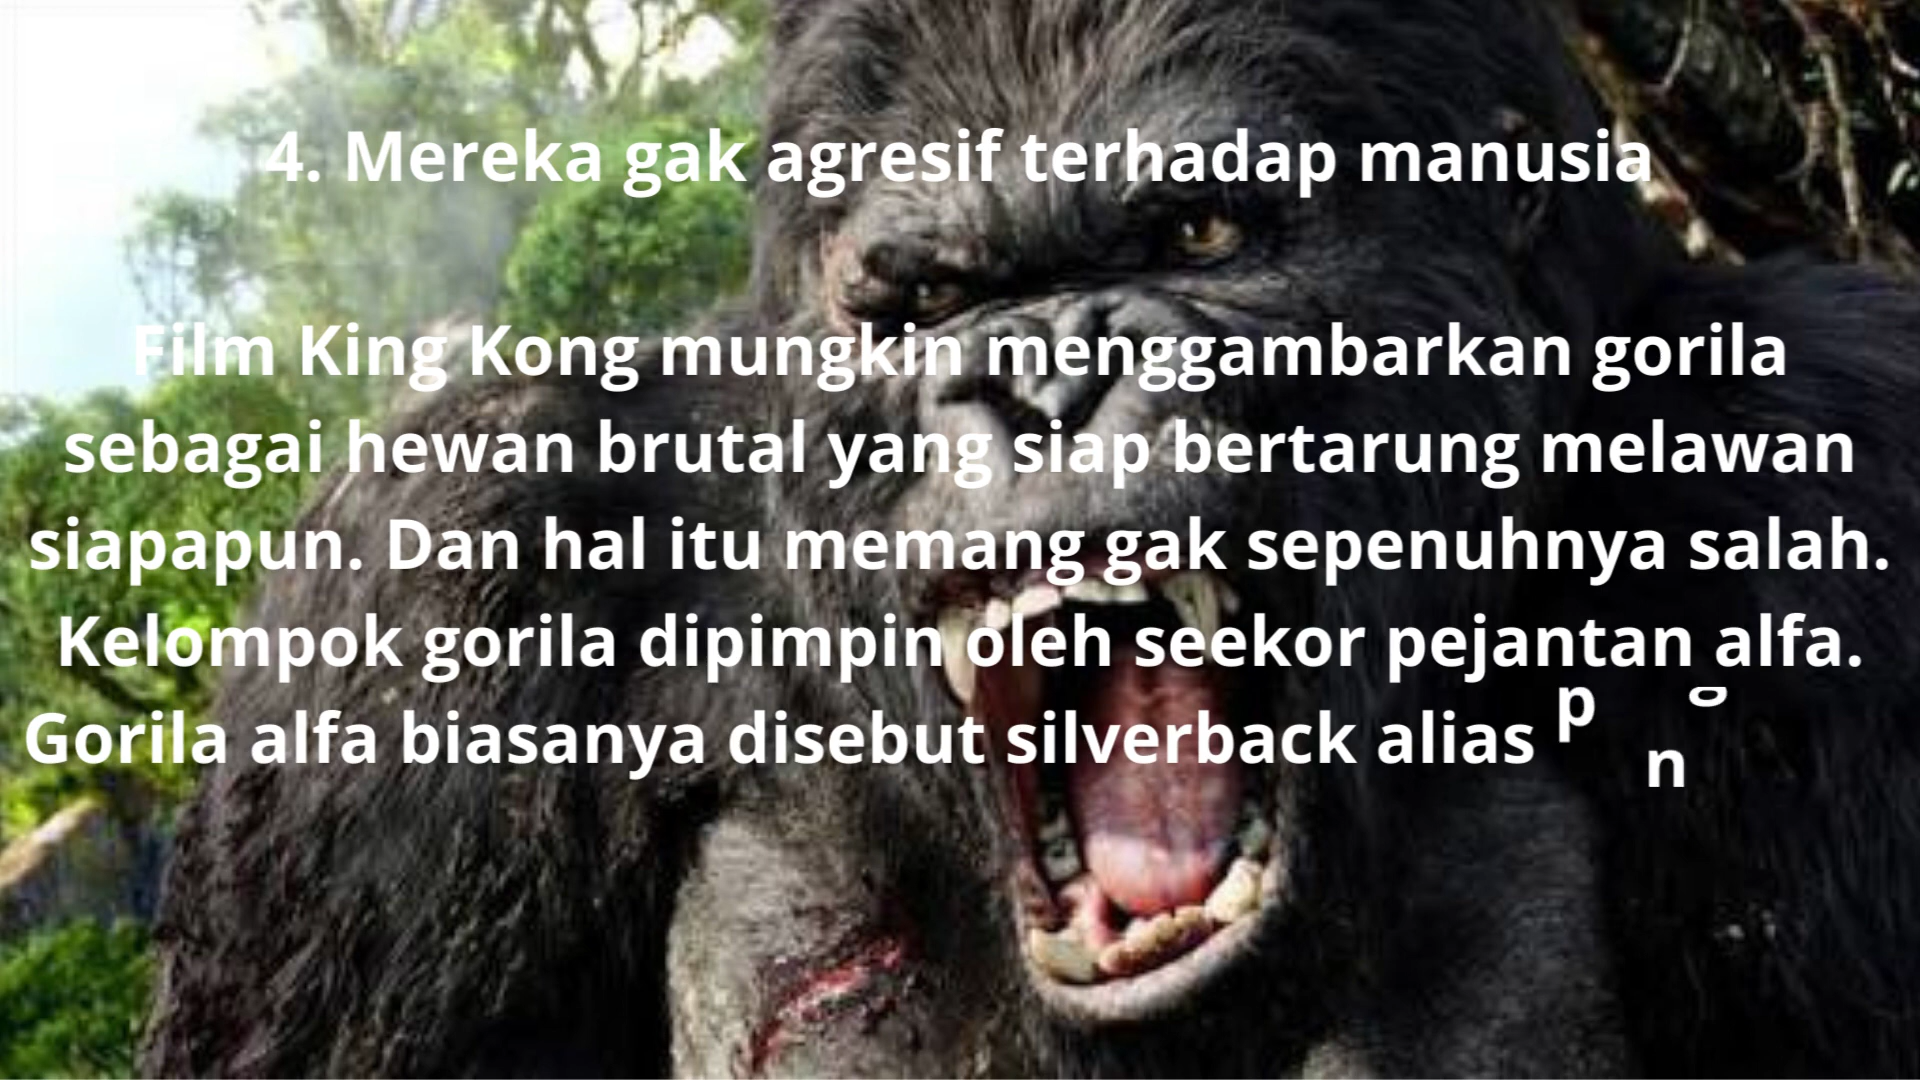 4. Mereka gak agresif terhadap manusia
Film King Kong mungkin menggambarkan gorila
sebagai hewan brutal yang siap bertarung melawan
siapapun. Dan hal itu memang gak sepenuhnya salah.
Kelompok gorila dipimpin oleh seekor pejantan alfa.
Gorila alfa biasanya disebut silverback alias